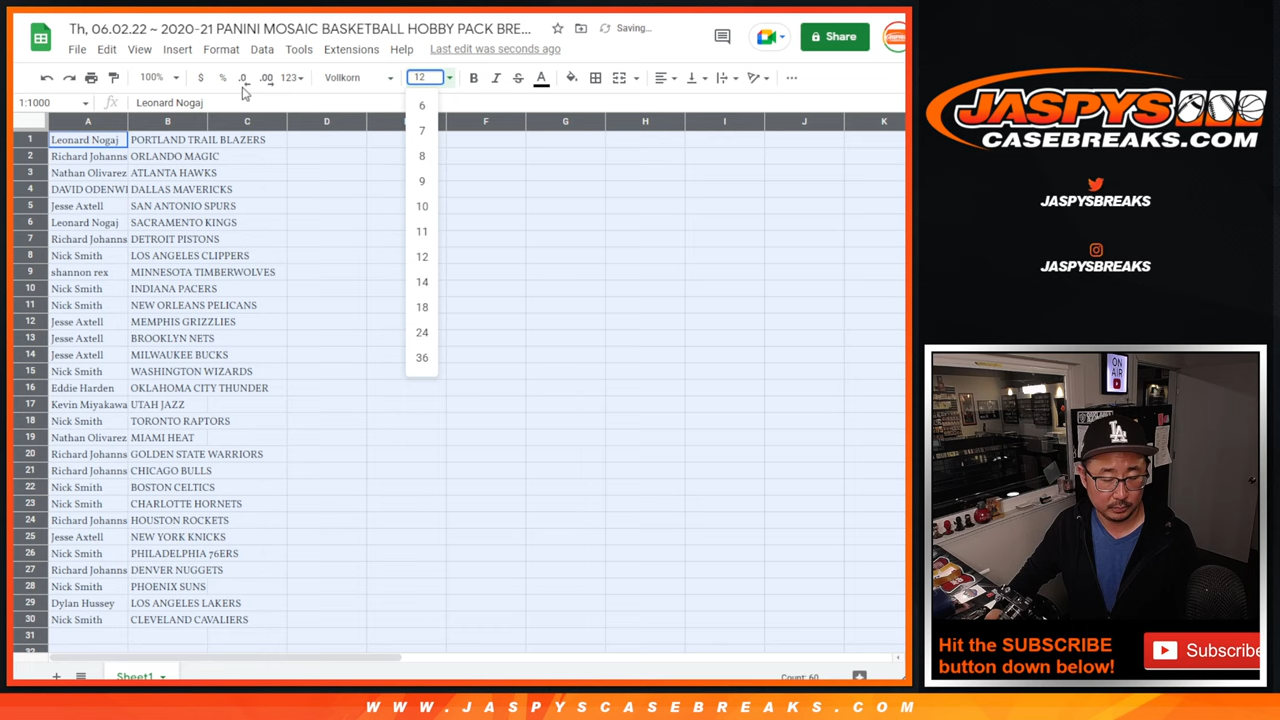 Th, 06.02.22 ~ 2020-21 PANINI MOSAIC BASKETBALL HOBBY PACK BRE...
Saving...
Share
File Edit View Insert Format Data Tools Extensions Help Last edit was seconds ago
100% $ % .0 .00 123 Vollkorn 12 B I S A
1:1000 fx Leonard Nogaj
A B C D F G H I J K
1 Leonard Nogaj PORTLAND TRAIL BLAZERS
2 Richard Johanns ORLANDO MAGIC
3 Nathan Olivarez ATLANTA HAWKS
4 DAVID ODENWI DALLAS MAVERICKS
5 Jesse Axtell SAN ANTONIO SPURS
6 Leonard Nogaj SACRAMENTO KINGS
7 Richard Johanns DETROIT PISTONS
8 Nick Smith LOS ANGELES CLIPPERS
9 shannon rex MINNESOTA TIMBERWOLVES
10 Nick Smith INDIANA PACERS
11 Nick Smith NEW ORLEANS PELICANS
12 Jesse Axtell MEMPHIS GRIZZLIES
13 Jesse Axtell BROOKLYN NETS
14 Jesse Axtell MILWAUKEE BUCKS
15 Nick Smith WASHINGTON WIZARDS
16 Eddie Harden OKLAHOMA CITY THUNDER
17 Kevin Miyakawa UTAH JAZZ
18 Nick Smith TORONTO RAPTORS
19 Nathan Olivarez MIAMI HEAT
20 Richard Johanns GOLDEN STATE WARRIORS
21 Richard Johanns CHICAGO BULLS
22 Nick Smith BOSTON CELTICS
23 Nick Smith CHARLOTTE HORNETS
24 Richard Johanns HOUSTON ROCKETS
25 Jesse Axtell NEW YORK KNICKS
26 Nick Smith PHILADELPHIA 76ERS
27 Richard Johanns DENVER NUGGETS
28 Nick Smith PHOENIX SUNS
29 Dylan Hussey LOS ANGELES LAKERS
30 Nick Smith CLEVELAND CAVALIERS
31
32
6
7
8
9
10
11
12
14
18
24
36
Sheet1
Count: 60
JASPYS
CASEBREAKS.COM
JASPYSBREAKS
JASPYSBREAKS
ON
AIR
LA
Hit the SUBSCRIBE
button down below!
Subscribe
WWW.JASPYSCASEBREAKS.COM